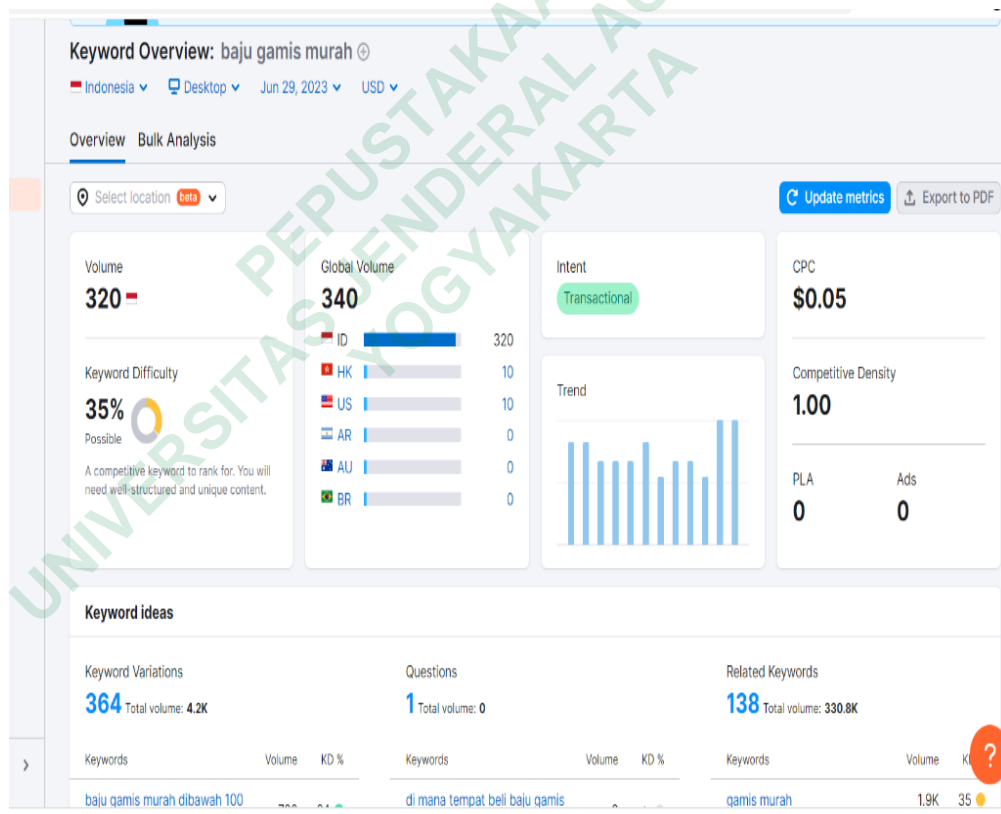 Keyword Overview: baju gamis murah
Indonesia Desktop Jun 29, 2023 USD
Overview Bulk Analysis
Select location beta
Update metrics Export to PDF
Volume
320
Keyword Difficulty
35%
Possible
A competitive keyword to rank for. You will
need well-structured and unique content.
Global Volume
340
ID 320
HK 10
US 10
AR 0
AU 0
BR 0
Intent
Transactional
Trend
CPC
$0.05
Competitive Density
1.00
PLA Ads
0 0
Keyword ideas
Keyword Variations
364 Total volume: 4.2K
Keywords Volume KD %
baju gamis murah dibawah 100
Questions
1 Total volume: 0
Keywords Volume KD %
di mana tempat beli baju gamis
Related Keywords
138 Total volume: 330.8K
Keywords Volume
gamis murah 1.9K 35
?
PEPUSTAKAA
UNIVERSITAS JENDERAL A
YOGYAKARTA